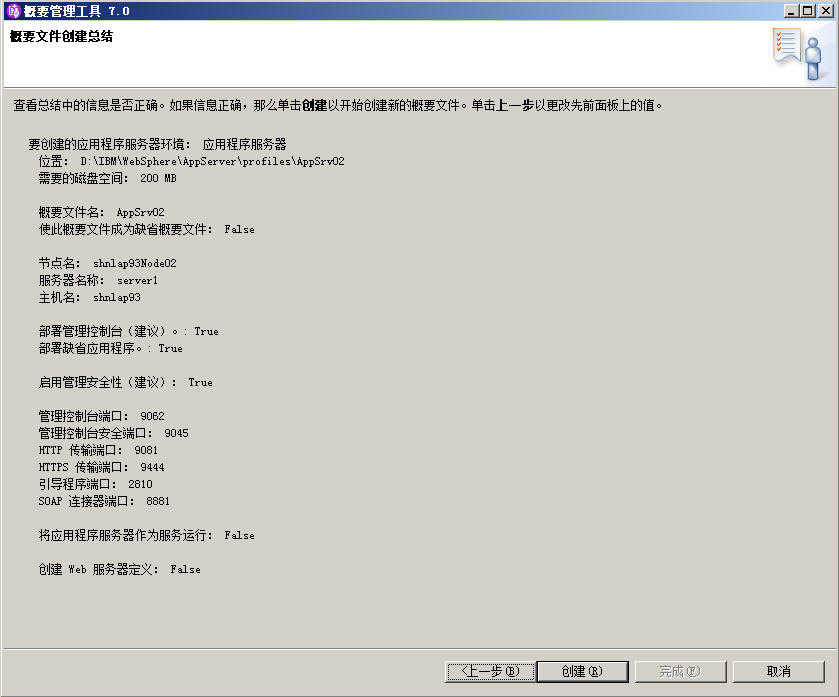 概要管理工具 7.0
概要文件创建总结
查看总结中的信息是否正确。如果信息正确，那么单击创建以开始创建新的概要文件。单击上一步以更改先前面板上的值。
要创建的应用程序服务器环境： 应用程序服务器
位置： D:\IBM\WebSphere\AppServer\profiles\AppSrv02
需要的磁盘空间： 200 MB
概要文件名： AppSrv02
使此概要文件成为缺省概要文件： False
节点名： shnlap93Node02
服务器名称： server1
主机名： shnlap93
部署管理控制台（建议）。: True
部署缺省应用程序。: True
启用管理安全性（建议）： True
管理控制台端口： 9062
管理控制台安全端口： 9045
HTTP 传输端口： 9081
HTTPS 传输端口： 9444
引导程序端口： 2810
SOAP 连接器端口： 8881
将应用程序服务器作为服务运行： False
创建 Web 服务器定义： False
<上一步(B) 创建(R) 完成(F) 取消